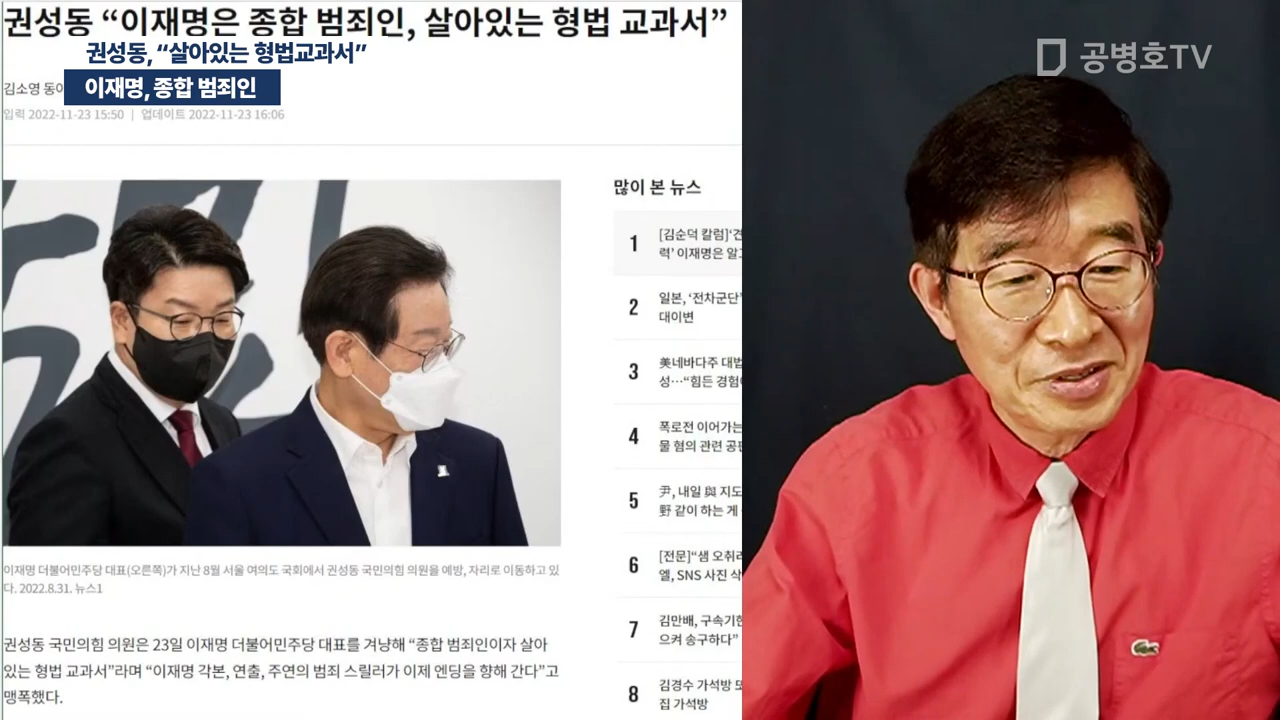 권성동 “이재명은 종합 범죄인, 살아있는 형법 교과서”
권성동, “살아있는 형법교과서”
이재명, 종합 범죄인
공병호TV
김소영 동아
입력 2022-11-23 15:50 | 업데이트 2022-11-23 16:06
이재명 더불어민주당 대표(오른쪽)가 지난 8월 서울 여의도 국회에서 권성동 국민의힘 의원을 예방, 자리로 이동하고 있
다. 2022.8.31. 뉴스1
권성동 국민의힘 의원은 23일 이재명 더불어민주당 대표를 겨냥해 “종합 범죄인이자 살아
있는 형법 교과서”라며 “이재명 각본, 연출, 주연의 범죄 스릴러가 이제 엔딩을 향해 간다”고
맹폭했다.
많이 본 뉴스
1 [김순덕 칼럼]‘견
력’ 이재명은 알고
2 일본, ‘전차군단’
대이변
3 美네바다주 대법
성…“힘든 경험
4 폭로전 이어가는
물 혐의 관련 공판
5 尹, 내일 與 지도
野 같이 하는 게
6 [전문]“샘 오취리
엘, SNS 사진 삭
7 김만배, 구속기한
으켜 송구하다”
8 김경수 가석방 또
집 가석방